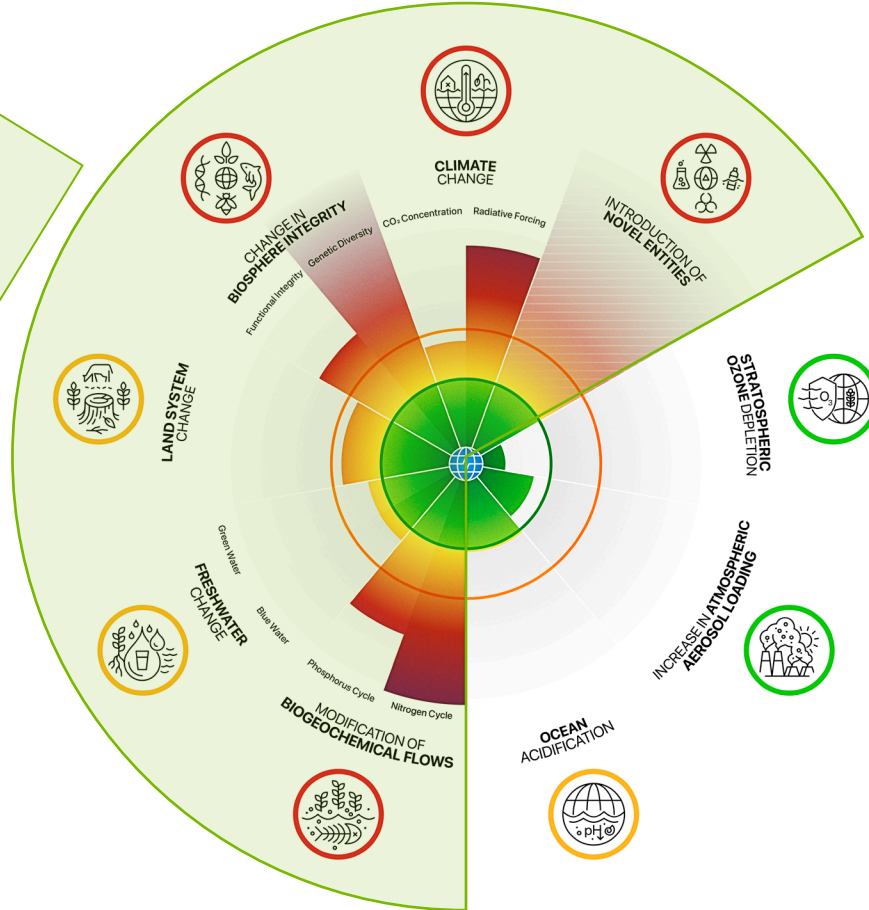 CLIMATE
CHANGE
CO₂ Concentration
Radiative Forcing
INTRODUCTION OF
NOVEL ENTITIES
STRATOSPHERIC
OZONE DEPLETION
O3
INCREASE IN ATMOSPHERIC
AEROSOL LOADING
OCEAN
ACIDIFICATION
pH
MODIFICATION OF
BIOGEOCHEMICAL FLOWS
Phosphorus Cycle
Nitrogen Cycle
FRESHWATER
CHANGE
Green Water
Blue Water
LAND SYSTEM
CHANGE
CHANGE IN
BIOSPHERE INTEGRITY
Functional Integrity
Genetic Diversity